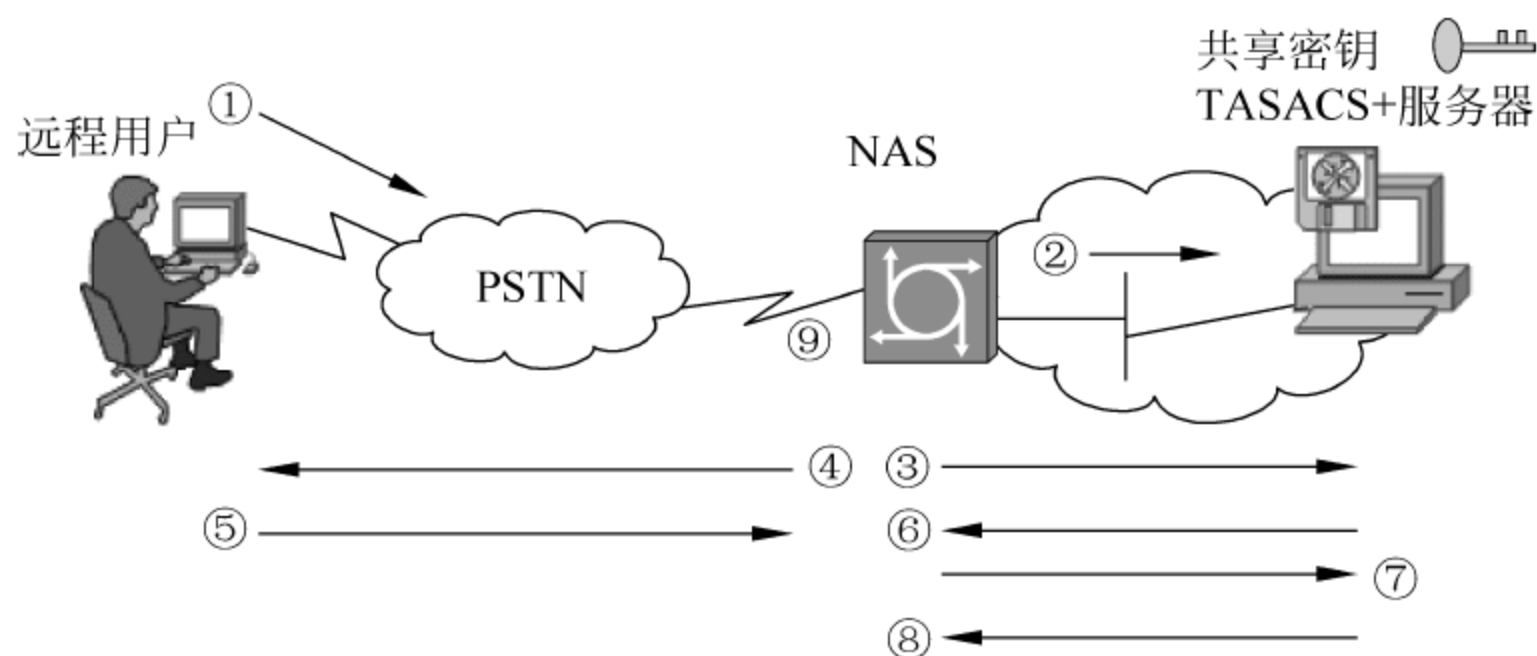 共享密钥
TASACS+服务器
①
远程用户
NAS
②
PSTN
⑨
④ ③
⑤ ⑥
⑦
⑧